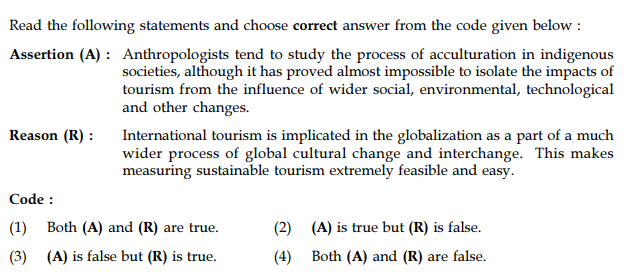 Read the following statements and choose correct answer from the code given below :
Assertion (A) : Anthropologists tend to study the process of acculturation in indigenous
societies, although it has proved almost impossible to isolate the impacts of
tourism from the influence of wider social, environmental, technological
and other changes.
Reason (R) : International tourism is implicated in the globalization as a part of a much
wider process of global cultural change and interchange. This makes
measuring sustainable tourism extremely feasible and easy.
Code :
(1) Both (A) and (R) are true. (2) (A) is true but (R) is false.
(3) (A) is false but (R) is true. (4) Both (A) and (R) are false.